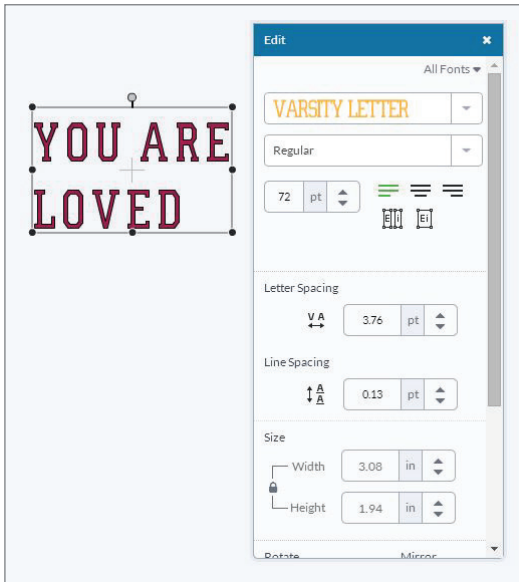 YOU ARE
LOVED
Edit
All Fonts
VARSITY LETTER
Regular
72 pt
E i Ei
Letter Spacing
V A 3.76 pt
Line Spacing
A
A 0.13 pt
Size
Width 3.08 in
Height 1.94 in
Rotate Mirror